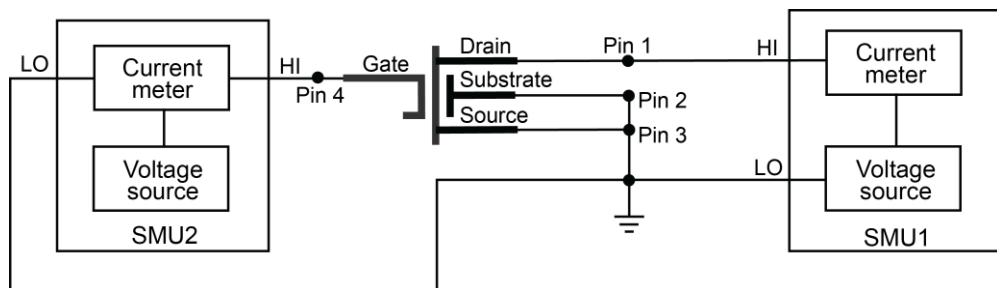 LO
Current
meter
HI
Pin 4
Voltage
source
SMU2
Gate
Drain
Substrate
Source
Pin 1
Pin 2
Pin 3
HI
Current
meter
LO
Voltage
source
SMU1